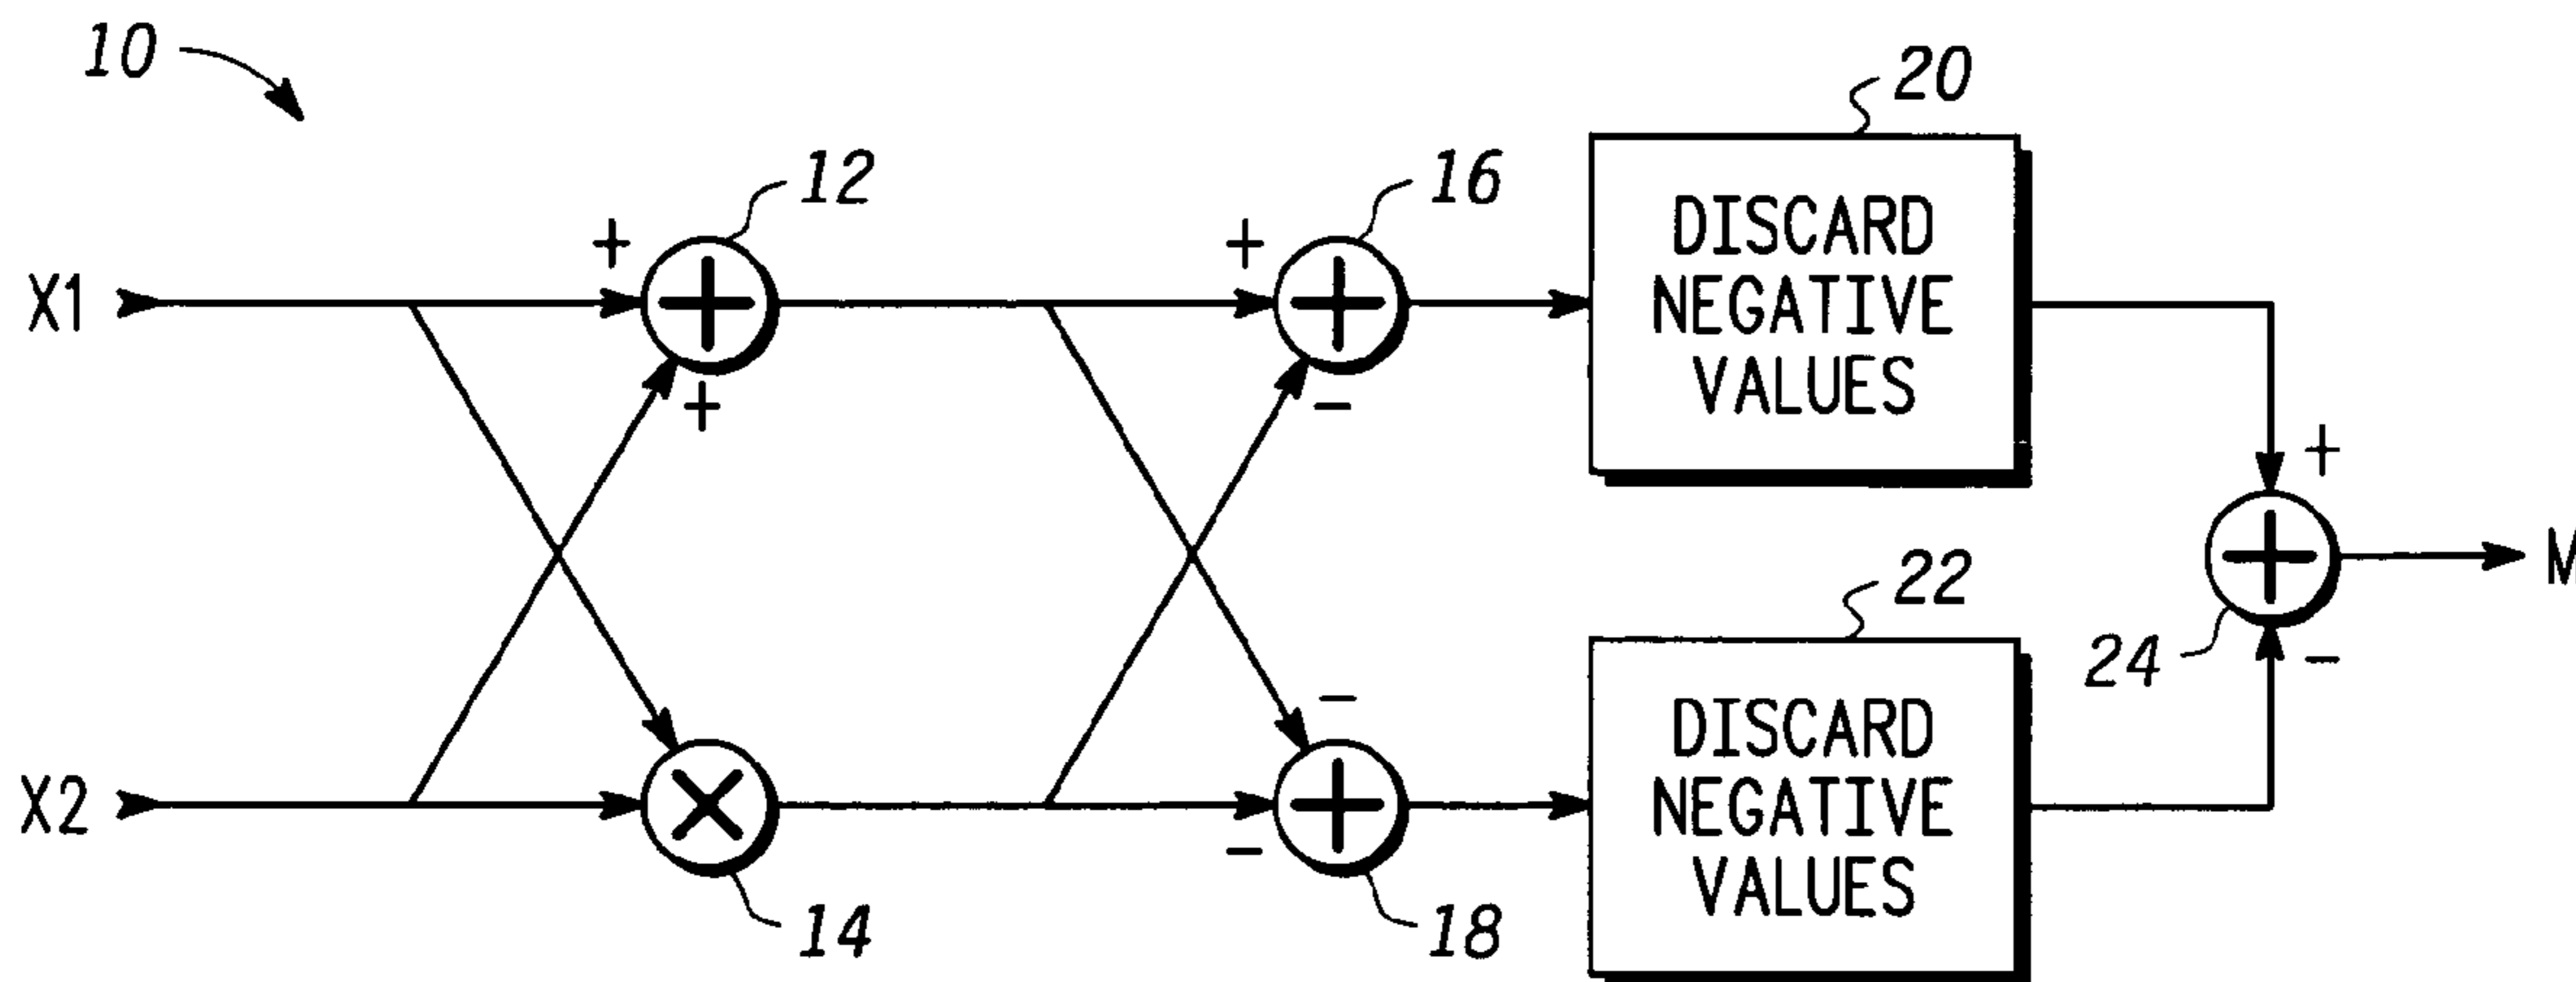 10
12
16
20
X1
X2
+
+
+
-
-
-
DISCARD
NEGATIVE
VALUES
22
DISCARD
NEGATIVE
VALUES
+
-
24
M
14
18